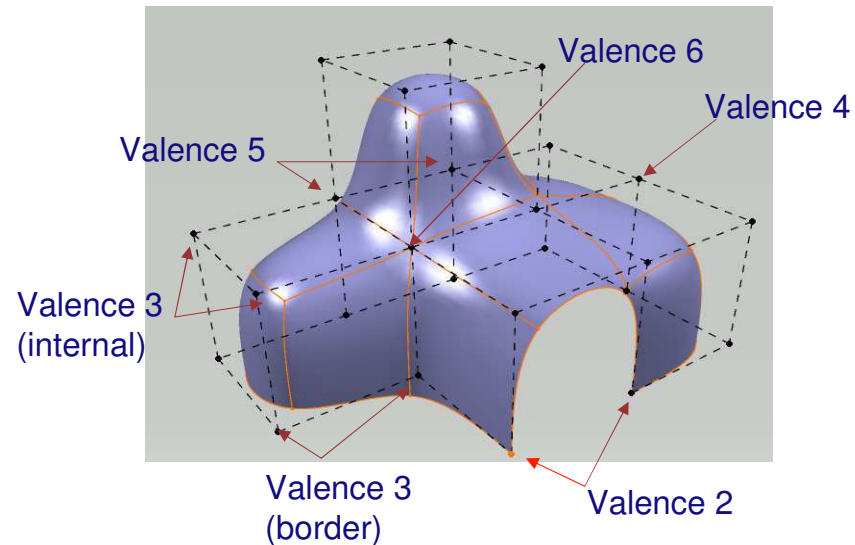 Valence 6
Valence 4
Valence 5
Valence 3
(internal)
Valence 3
(border)
Valence 2